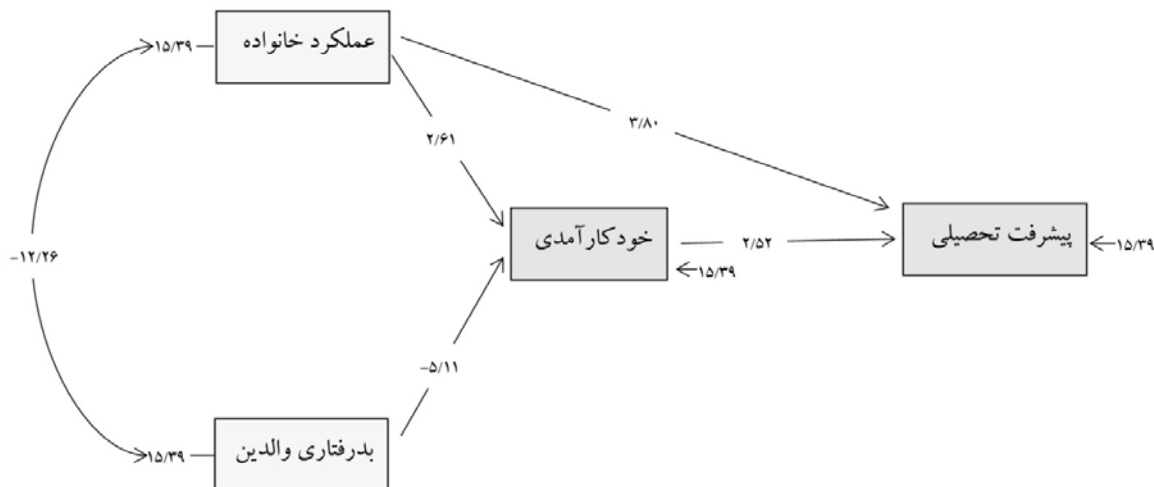 عملکرد خانواده
۱۵/۳۹
۳/۸۰
۲/۶۱
خودکارآمدی
پیشرفت تحصیلی
۲/۵۲
۱۵/۳۹
۱۵/۳۹
-۱۲/۲۶
-۵/۱۱
بدرفتاری والدین
۱۵/۳۹